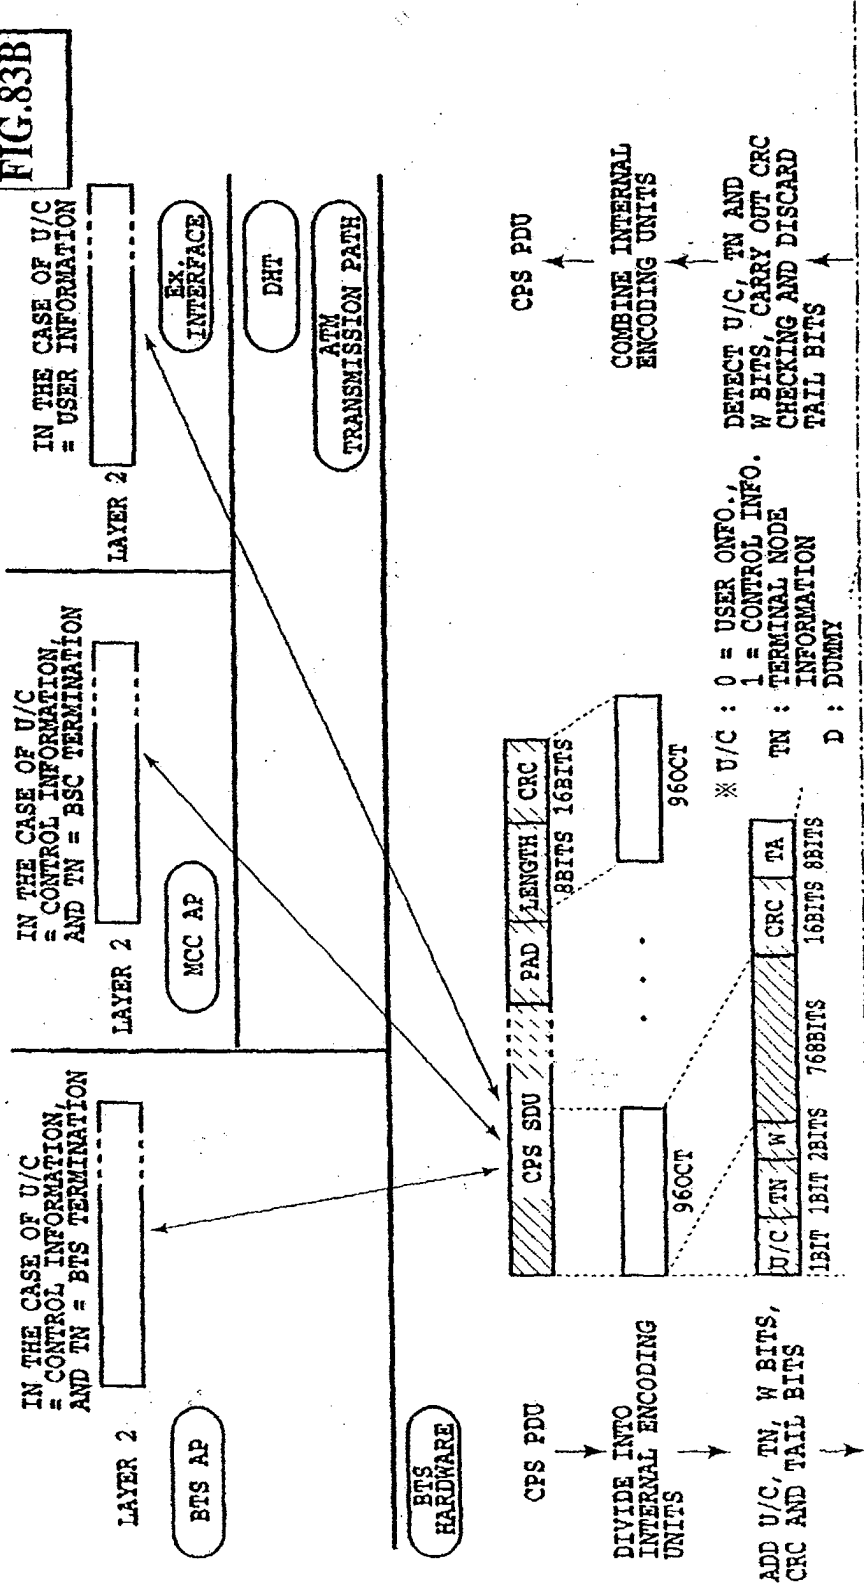 FIG.83B
IN THE CASE OF U/C
= CONTROL INFORMATION,
AND TN = BTS TERMINATION
LAYER 2
BTS AP
IN THE CASE OF U/C
= CONTROL INFORMATION,
AND TN = BSC TERMINATION
LAYER 2
MCC AP
IN THE CASE OF U/C
= USER INFORMATION
LAYER 2
EX.
INTERFACE
DHT
ATM
TRANSMISSION PATH
BTS
HARDWARE
CPS PDU
DIVIDE INTO
INTERNAL ENCODING
UNITS
ADD U/C, TN, W BITS,
CRC AND TAIL BITS
CPS SDU
PAD
LENGTH
CRC
8BITS 16BITS
96OCT
• • •
96OCT
U/C
TN
W
CRC
TA
1BIT 1BIT 2BITS 768BITS 16BITS 8BITS
CPS PDU
COMBINE INTERNAL
ENCODING UNITS
DETECT U/C, TN AND
W BITS, CARRY OUT CRC
CHECKING AND DISCARD
TAIL BITS
※ U/C : 0 = USER ONFO.,
1 = CONTROL INFO.
TN : TERMINAL NODE
INFORMATION
D : DUMMY